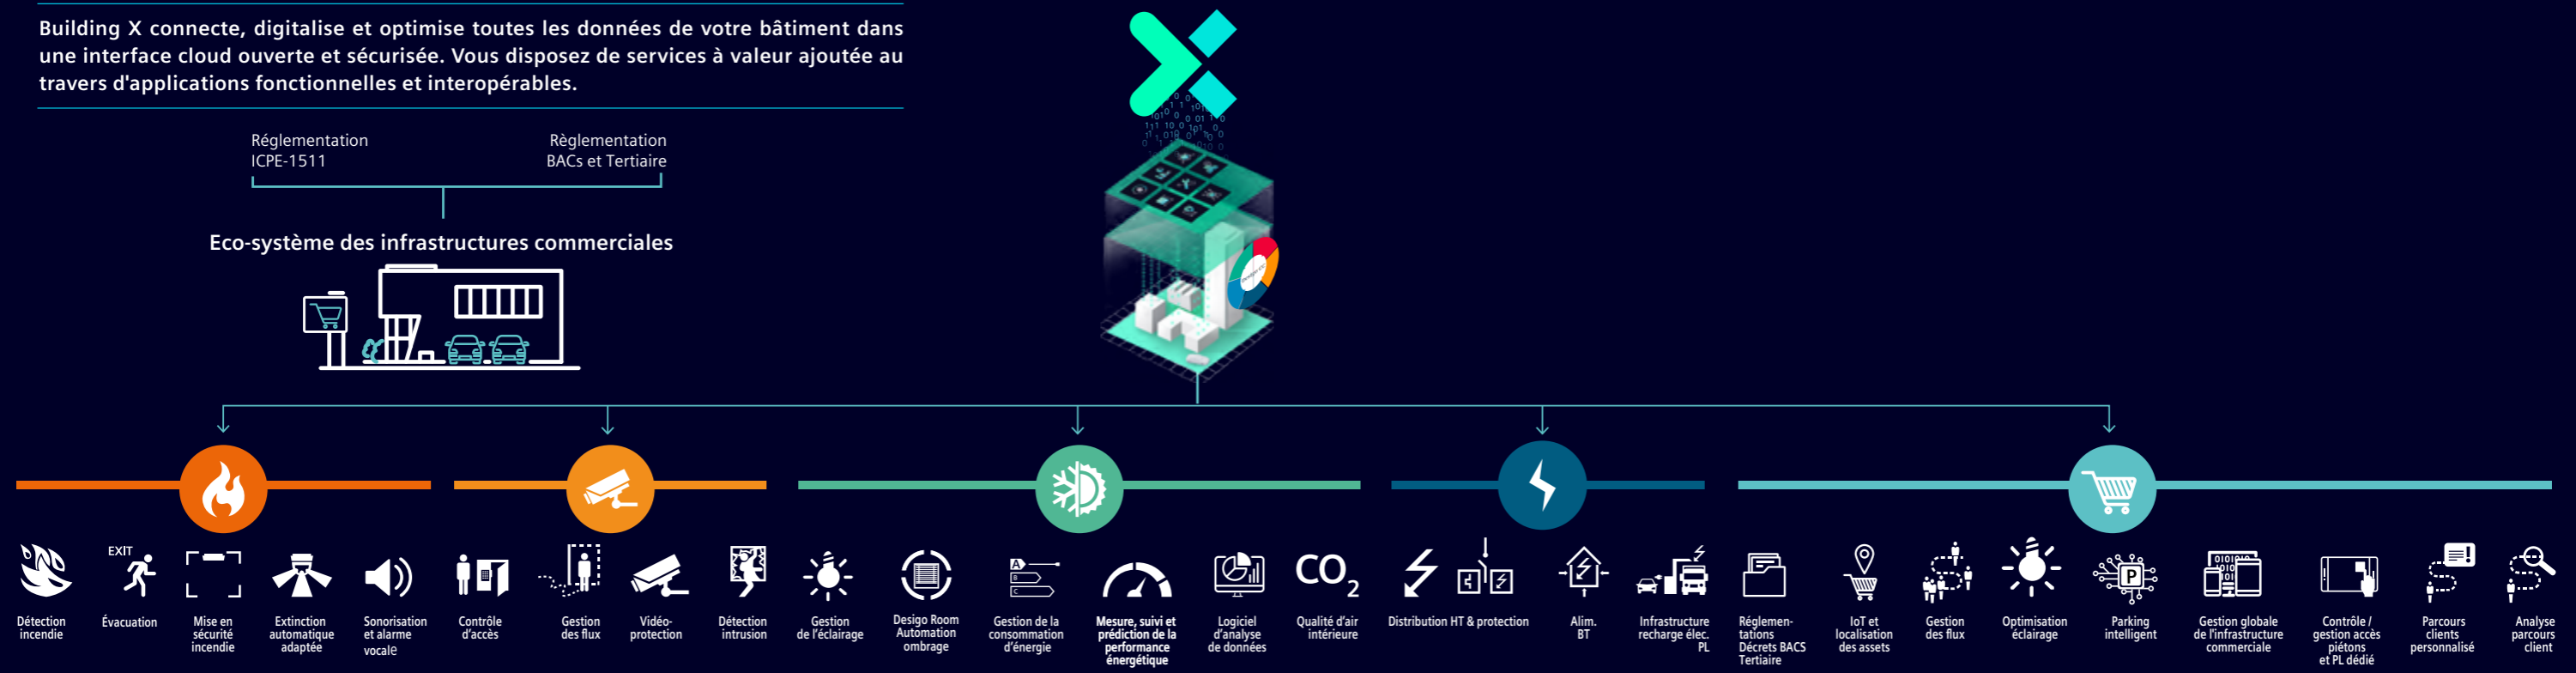 Building X connecte, digitalise et optimise toutes les données de votre bâtiment dans
une interface cloud ouverte et sécurisée. Vous disposez de services à valeur ajoutée au
travers d'applications fonctionnelles et interopérables.
Réglementation
ICPE-1511
Règlementation
BACs et Tertiaire
Eco-système des infrastructures commerciales
EXIT
Détection
incendie
Évacuation
Mise en
sécurité
incendie
Extinction
automatique
adaptée
Sonorisation
et alarme
vocale
Contrôle
d'accès
Gestion
des flux
Vidéo-
protection
Détection
intrusion
Gestion
de l'éclairage
Desigo Room
Automation
ombrage
A
B
C
Gestion de la
consommation
d'énergie
Mesure, suivi et
prédiction de la
performance
énergétique
Logiciel
d'analyse
de données
CO2
Qualité d'air
intérieure
Distribution HT & protection
Alim.
BT
Infrastructure
recharge élec.
PL
Réglemen-
tations
Décrets BACS
Tertiaire
IoT et
localisation
des assets
Gestion
des flux
Optimisation
éclairage
P
Parking
intelligent
Gestion globale
de l'infrastructure
commerciale
Contrôle /
gestion accès
piétons
et PL dédié
Parcours
clients
personnalisé
Analyse
parcours
client